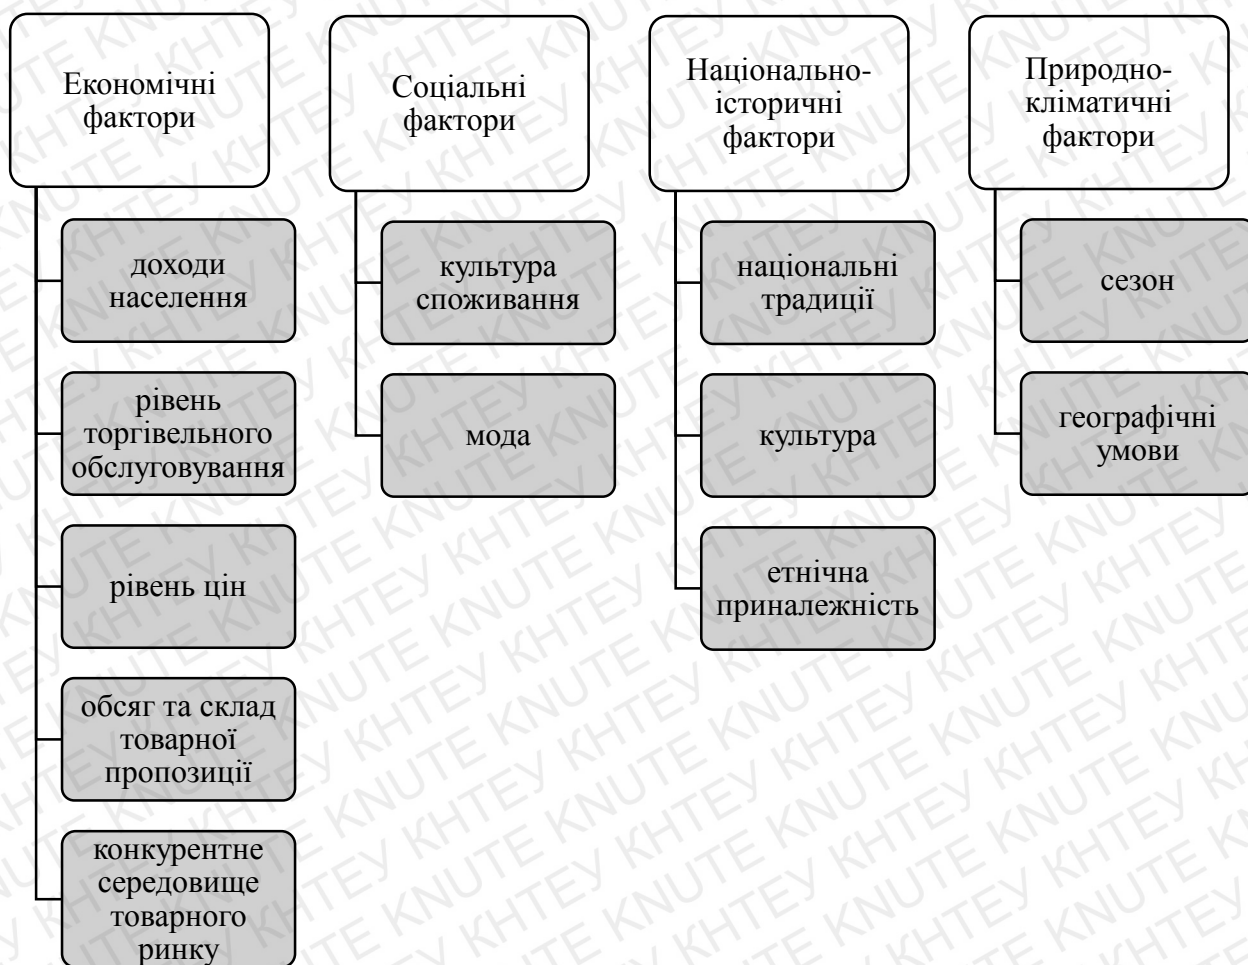 Економічні
фактори
доходи
населення
рівень
торгівельного
обслуговування
рівень цін
обсяг та склад
товарної
пропозиції
конкурентне
середовище
товарного
ринку
Соціальні
фактори
культура
споживання
мода
Національно-
історичні
фактори
національні
традиції
культура
етнічна
приналежність
Природно-
кліматичні
фактори
сезон
географічні
умови